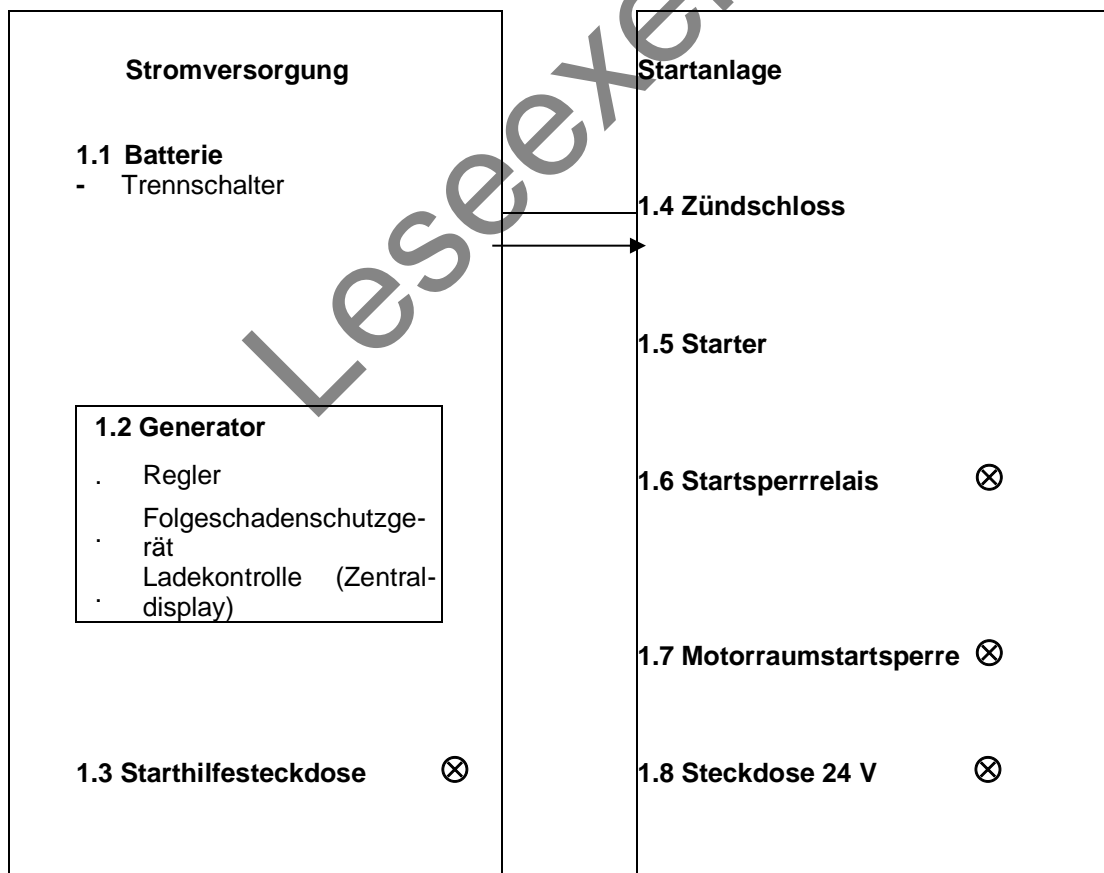 Stromversorgung
1.1 Batterie
- Trennschalter
1.2 Generator
. Regler
. Folgeschadenschutzge-
rät
. Ladekontrolle (Zentral-
display)
1.3 Starthilfesteckdose ⊗
Startanlage
1.4 Zündschloss
1.5 Starter
1.6 Startsperrrelais ⊗
1.7 Motorraumstartsperre ⊗
1.8 Steckdose 24 V ⊗